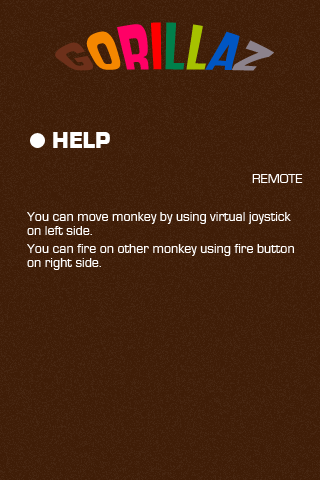 GORILLAZ
HELP
REMOTE
You can move monkey by using virtual joystick
on left side.
You can fire on other monkey using fire button
on right side.